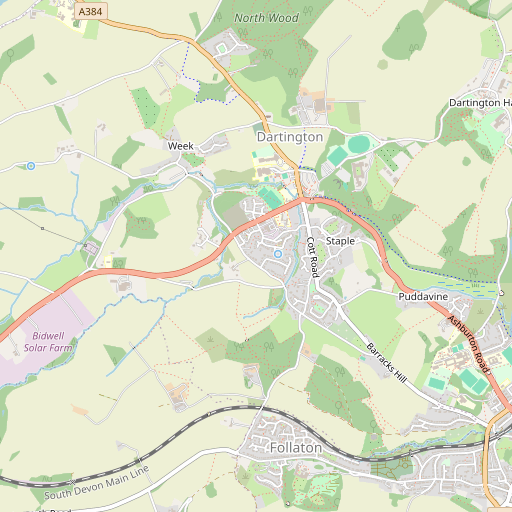 A384
North Wood
Dartington Ha
Dartington
Week
Staple
Cott Road
Puddavine
Ashburton Road
Bidwell
Solar Farm
Barracks Hill
Follaton
South Devon Main Line
Road